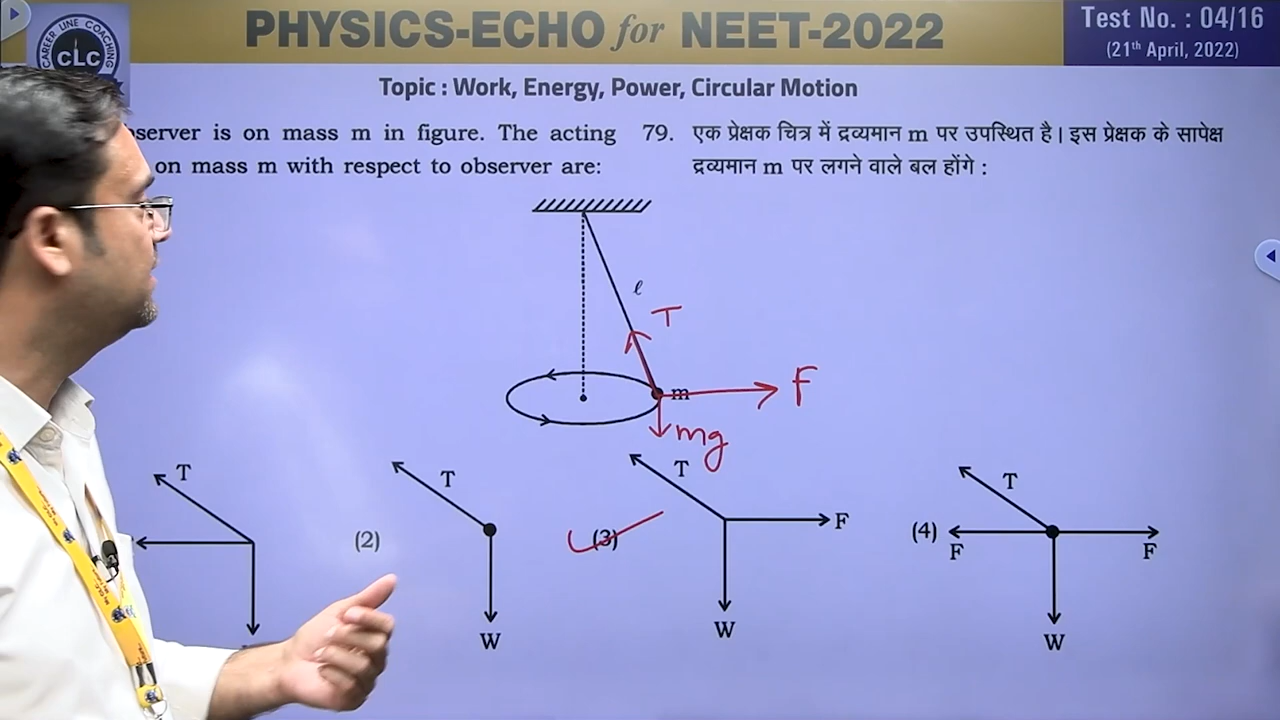 PHYSICS-ECHO for NEET-2022
Test No. : 04/16
(21th April, 2022)
CAREER LINE COACHING
CLC
Topic : Work, Energy, Power, Circular Motion
observer is on mass m in figure. The acting
on mass m with respect to observer are:
79. एक प्रेक्षक चित्र में द्रव्यमान m पर उपस्थित है। इस प्रेक्षक के सापेक्ष
द्रव्यमान m पर लगने वाले बल होंगे :
ℓ
T
m
F
mg
T
(2)
T
W
(3)
T
F
W
(4)
T
F
F
W